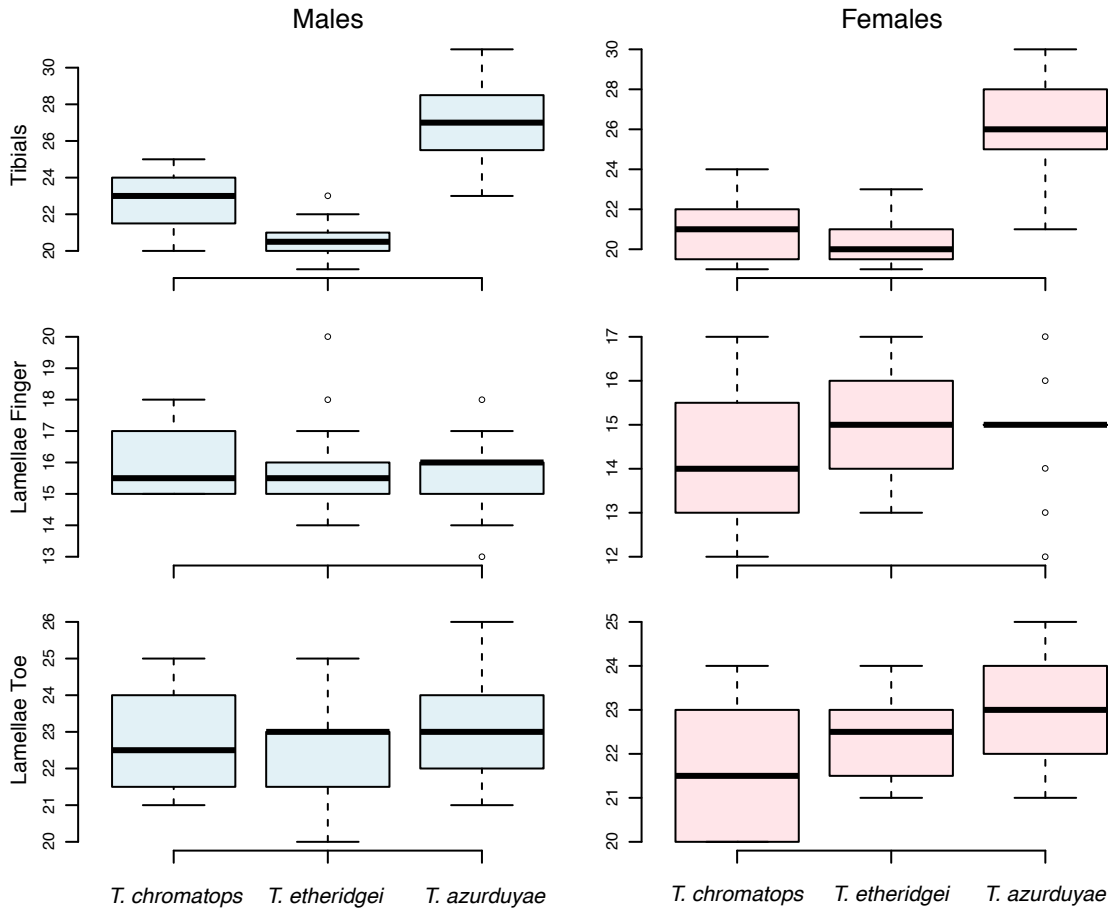 Males
Females
Tibials
20 22 24 26 28 30
20 22 24 26 28 30
Lamellae Finger
13 14 15 16 17 18 19 20
12 13 14 15 16 17
Lamellae Toe
20 21 22 23 24 25 26
20 21 22 23 24 25
T. chromatops T. etheridgei T. azurduyae
T. chromatops T. etheridgei T. azurduyae